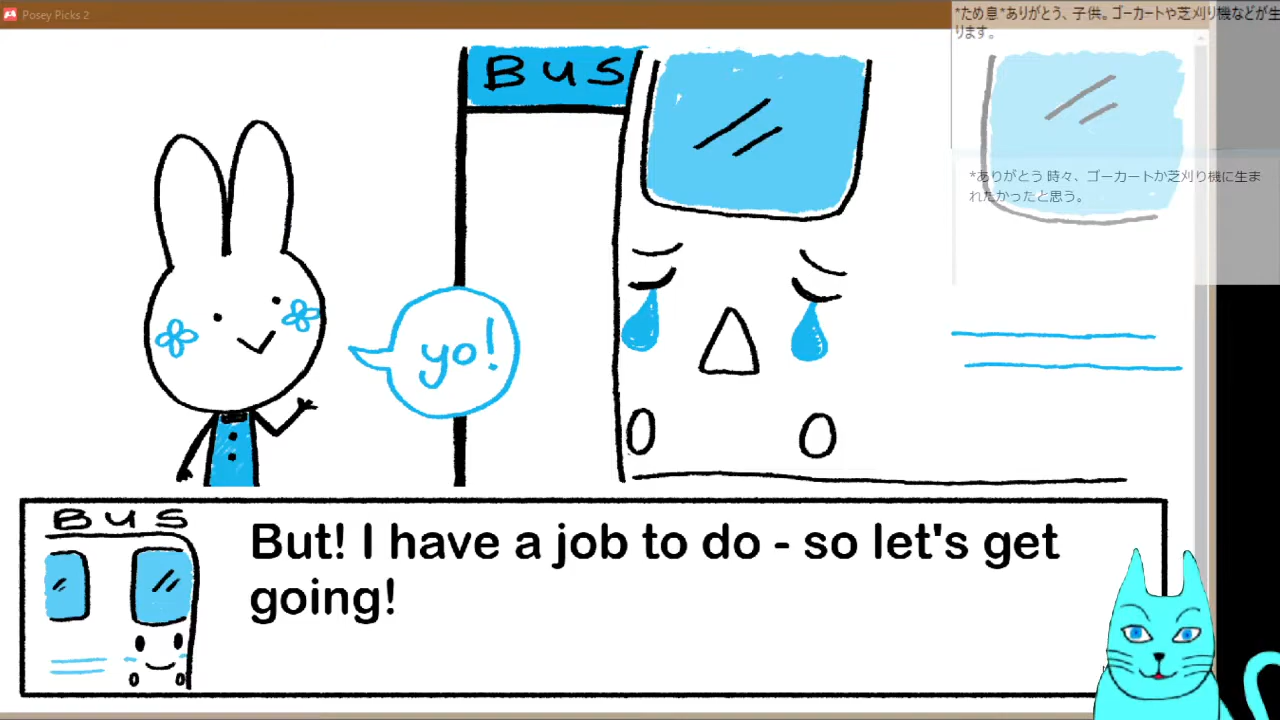 Posey Picks 2
*ため息*ありがとう、子供。ゴーカートや芝刈り機などが生
ります。
*ありがとう 時々、ゴーカートか芝刈り機に生ま
れたかったと思う。
BUS
yo!
BUS
But! I have a job to do - so let's get
going!